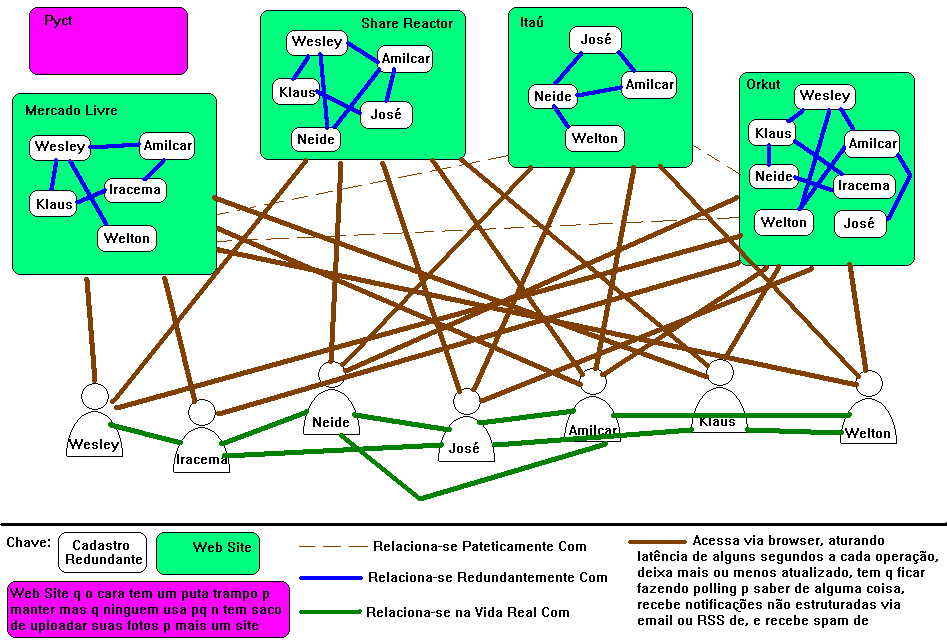 Pyct
Share Reactor
Wesley
Amilcar
Klaus
José
Neide
Itaú
José
Amilcar
Neide
Welton
Orkut
Wesley
Klaus
Amilcar
Neide
Iracema
Welton
José
Mercado Livre
Wesley
Amilcar
Iracema
Klaus
Welton
Wesley
Iracema
Neide
José
Amilcar
Klaus
Welton
Chave:
Cadastro
Redundante
Web Site
Web Site q o cara tem um puta trampo p
manter mas q ninguem usa pq n tem saco
de uploadar suas fotos p mais um site
Relaciona-se Pateticamente Com
Relaciona-se Redundantemente Com
Relaciona-se na Vida Real Com
Acessa via browser, aturando
latência de alguns segundos a cada operação,
deixa mais ou menos atualizado, tem q ficar
fazendo polling p saber de alguma coisa,
recebe notificações não estruturadas via
email ou RSS de, e recebe spam de